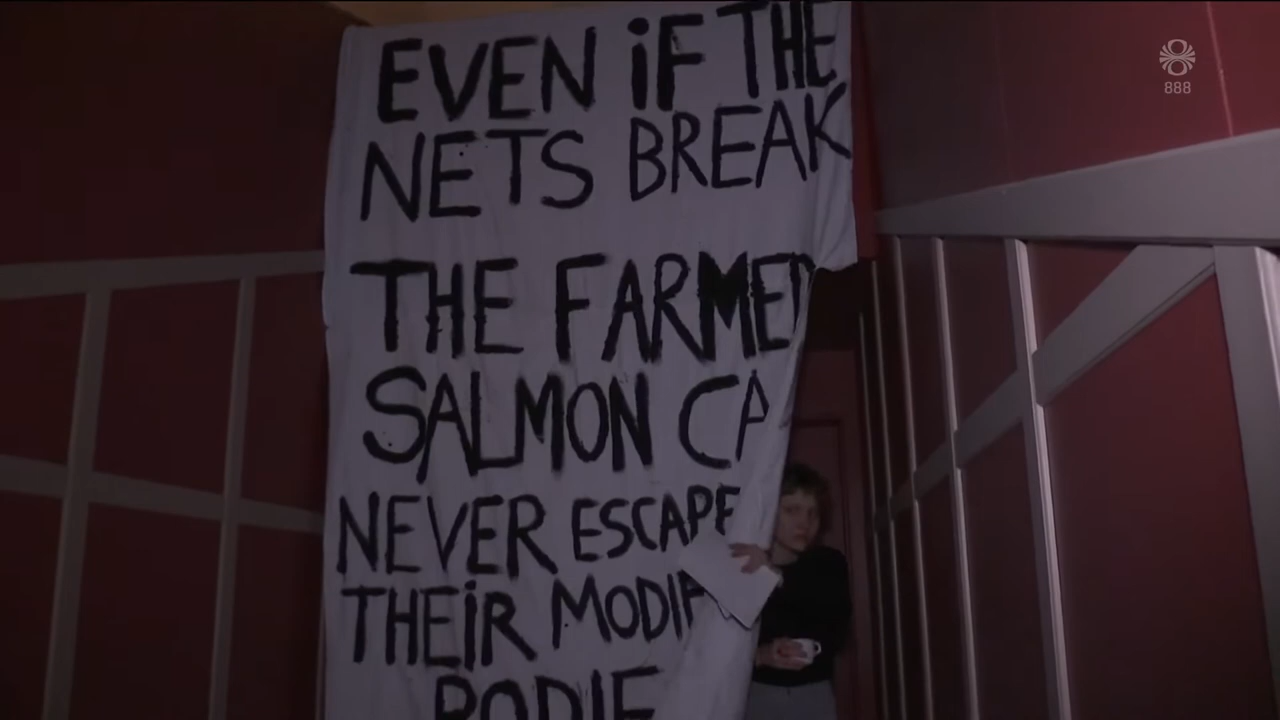 EVEN iF THE
NETS BREAK
THE FARMED
SALMON CA
NEVER ESCAPE
THEiR MODIF
BODIE
888